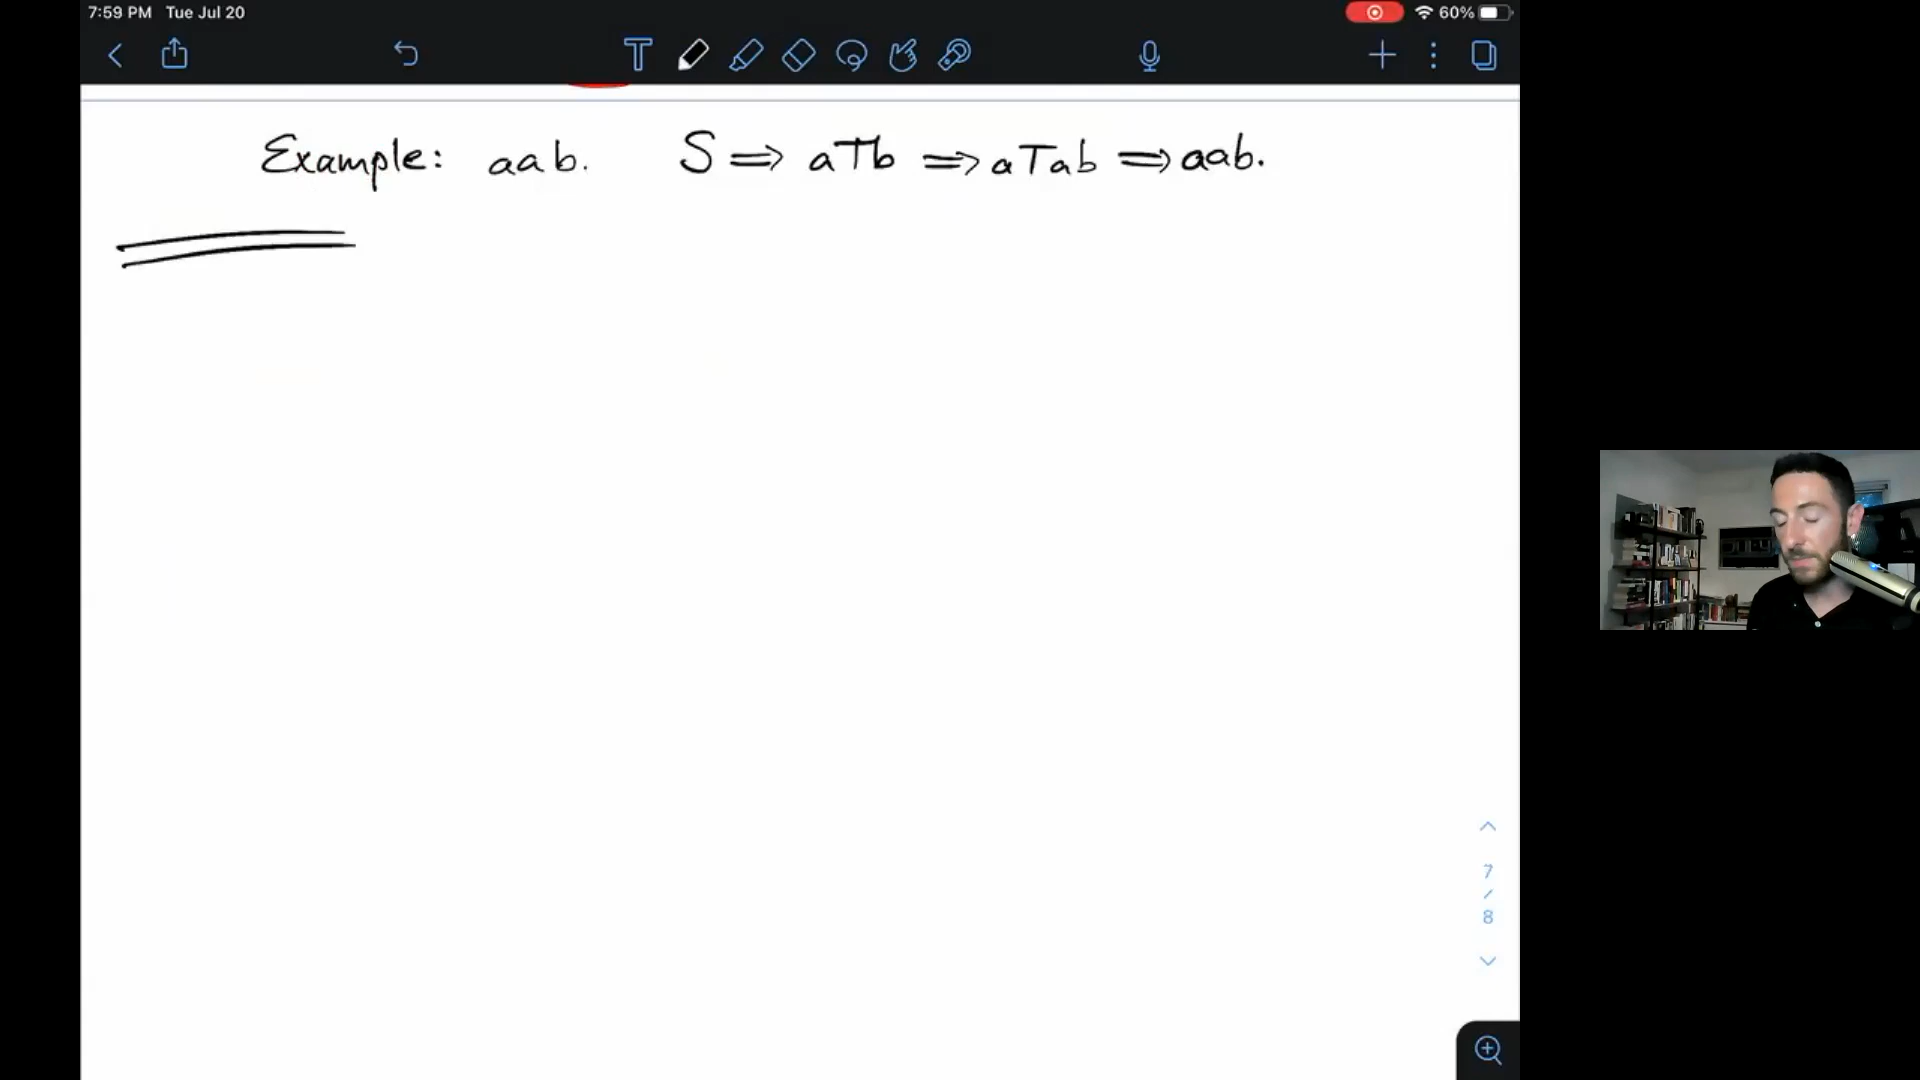 7:59 PM Tue Jul 20 60%
T
Example: aab. S ⟹ aTb ⟹ aTab ⟹ aab.
7
/
8